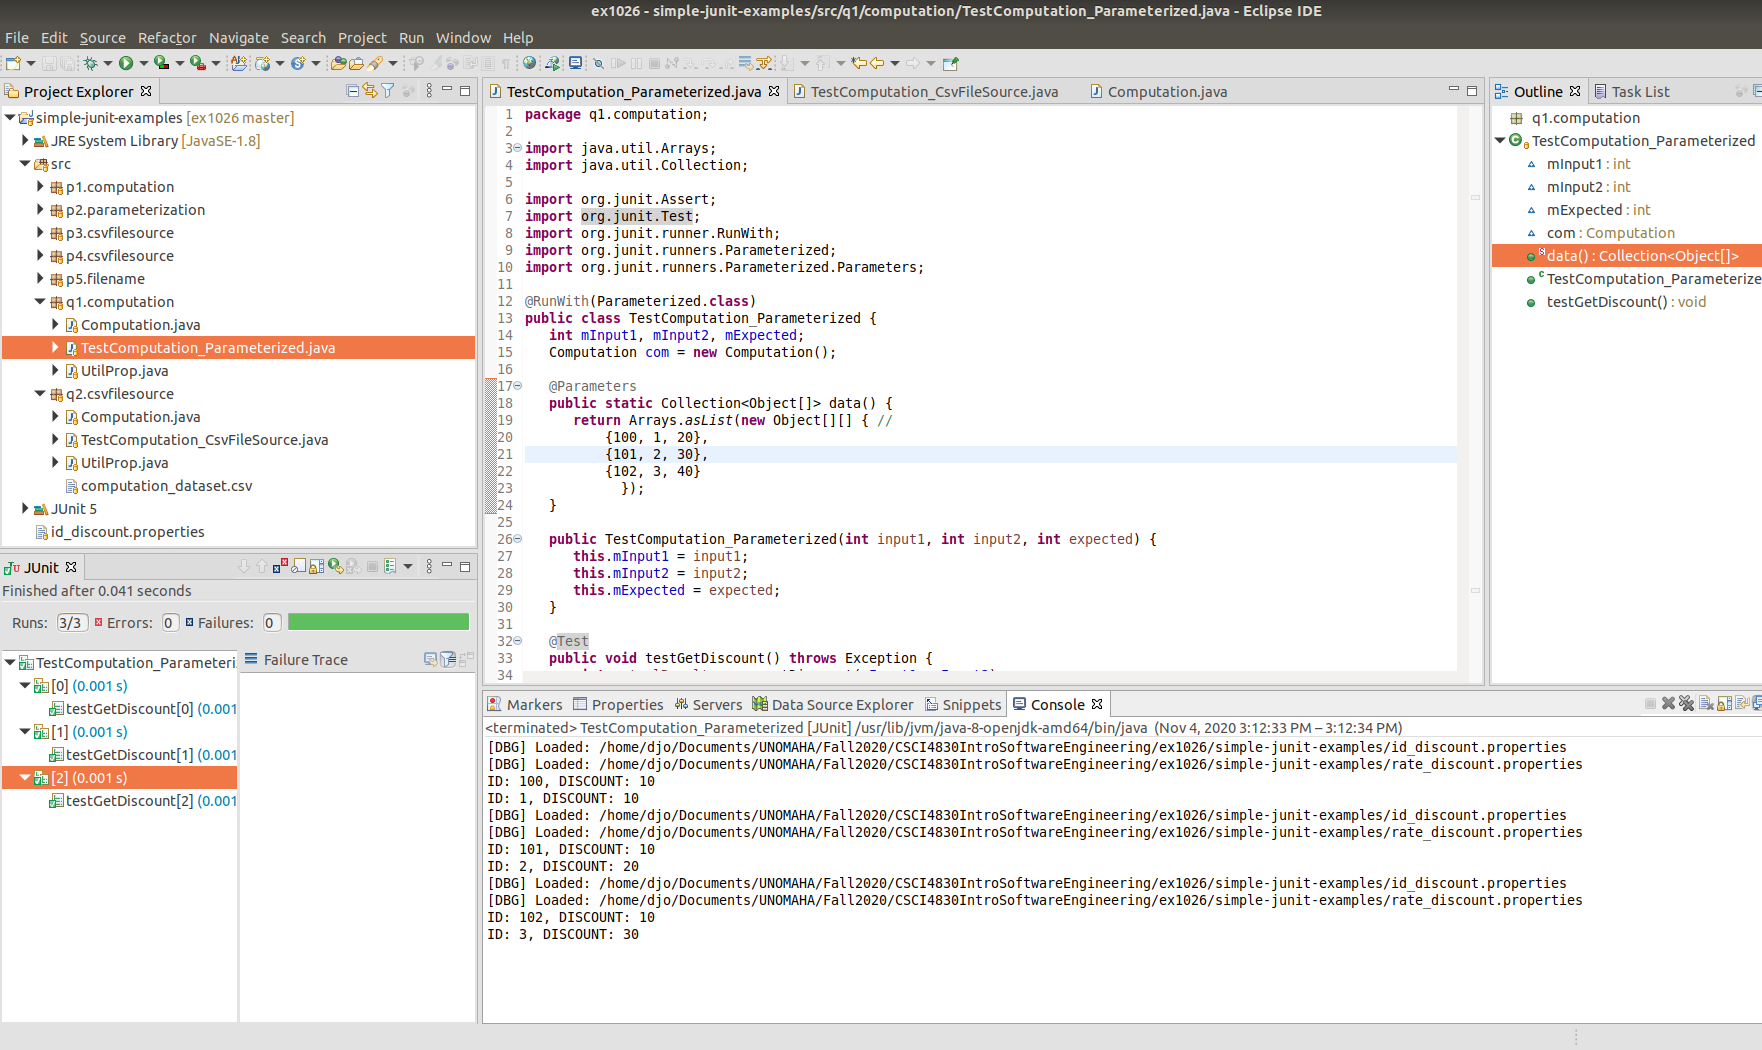 ex1026 - simple-junit-examples/src/q1/computation/TestComputation_Parameterized.java - Eclipse IDE
File Edit Source Refactor Navigate Search Project Run Window Help
Project Explorer
simple-junit-examples [ex1026 master]
JRE System Library [JavaSE-1.8]
src
p1.computation
p2.parameterization
p3.csvfilesource
p4.csvfilesource
p5.filename
q1.computation
Computation.java
TestComputation_Parameterized.java
UtilProp.java
q2.csvfilesource
Computation.java
TestComputation_CsvFileSource.java
UtilProp.java
computation_dataset.csv
JUnit 5
id_discount.properties
JUnit
Finished after 0.041 seconds
Runs: 3/3 Errors: 0 Failures: 0
TestComputation_Parameteri
[0] (0.001 s)
testGetDiscount[0] (0.001
[1] (0.001 s)
testGetDiscount[1] (0.001
[2] (0.001 s)
testGetDiscount[2] (0.001
Failure Trace
TestComputation_Parameterized.java TestComputation_CsvFileSource.java Computation.java
1 package q1.computation;
2
3 import java.util.Arrays;
4 import java.util.Collection;
5
6 import org.junit.Assert;
7 import org.junit.Test;
8 import org.junit.runner.RunWith;
9 import org.junit.runners.Parameterized;
10 import org.junit.runners.Parameterized.Parameters;
11
12 @RunWith(Parameterized.class)
13 public class TestComputation_Parameterized {
14 int mInput1, mInput2, mExpected;
15 Computation com = new Computation();
16
17 @Parameters
18 public static Collection<Object[]> data() {
19 return Arrays.asList(new Object[][] { //
20 {100, 1, 20},
21 {101, 2, 30},
22 {102, 3, 40}
23 });
24 }
25
26 public TestComputation_Parameterized(int input1, int input2, int expected) {
27 this.mInput1 = input1;
28 this.mInput2 = input2;
29 this.mExpected = expected;
30 }
31
32 @Test
33 public void testGetDiscount() throws Exception {
34
Outline Task List
q1.computation
TestComputation_Parameterized
mInput1 : int
mInput2 : int
mExpected : int
com : Computation
data() : Collection<Object[]>
TestComputation_Parameterize
testGetDiscount() : void
Markers Properties Servers Data Source Explorer Snippets Console
<terminated> TestComputation_Parameterized [JUnit] /usr/lib/jvm/java-8-openjdk-amd64/bin/java (Nov 4, 2020 3:12:33 PM – 3:12:34 PM)
[DBG] Loaded: /home/djo/Documents/UNOMAHA/Fall2020/CSCI4830IntroSoftwareEngineering/ex1026/simple-junit-examples/id_discount.properties
[DBG] Loaded: /home/djo/Documents/UNOMAHA/Fall2020/CSCI4830IntroSoftwareEngineering/ex1026/simple-junit-examples/rate_discount.properties
ID: 100, DISCOUNT: 10
ID: 1, DISCOUNT: 10
[DBG] Loaded: /home/djo/Documents/UNOMAHA/Fall2020/CSCI4830IntroSoftwareEngineering/ex1026/simple-junit-examples/id_discount.properties
[DBG] Loaded: /home/djo/Documents/UNOMAHA/Fall2020/CSCI4830IntroSoftwareEngineering/ex1026/simple-junit-examples/rate_discount.properties
ID: 101, DISCOUNT: 10
ID: 2, DISCOUNT: 20
[DBG] Loaded: /home/djo/Documents/UNOMAHA/Fall2020/CSCI4830IntroSoftwareEngineering/ex1026/simple-junit-examples/id_discount.properties
[DBG] Loaded: /home/djo/Documents/UNOMAHA/Fall2020/CSCI4830IntroSoftwareEngineering/ex1026/simple-junit-examples/rate_discount.properties
ID: 102, DISCOUNT: 10
ID: 3, DISCOUNT: 30